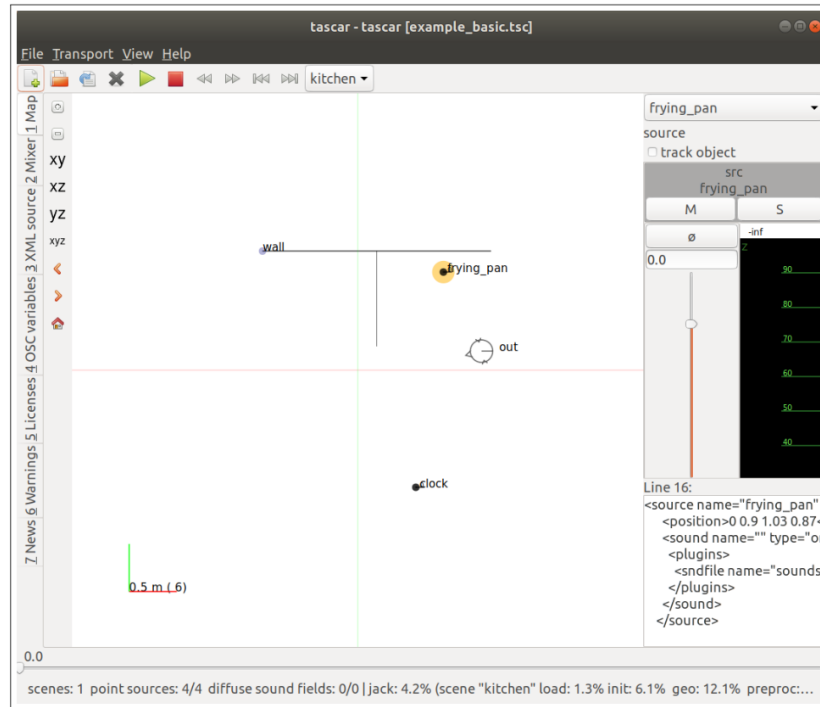 tascar - tascar [example_basic.tsc]
File Transport View Help
kitchen
1 Map
2 Mixer
3 XML source
4 OSC variables
5 Licenses
6 Warnings
7 News
xy
xz
yz
xyz
wall
frying_pan
out
clock
0.5 m ( 6)
frying_pan
source
track object
src
frying_pan
M S
ø -inf
Z
0.0
90
80
70
60
50
40
Line 16:
<source name="frying_pan"
<position>0 0.9 1.03 0.87<
<sound name="" type="o
<plugins>
<sndfile name="sounds
</plugins>
</sound>
</source>
0.0
scenes: 1 point sources: 4/4 diffuse sound fields: 0/0 | jack: 4.2% (scene "kitchen" load: 1.3% init: 6.1% geo: 12.1% preproc:...